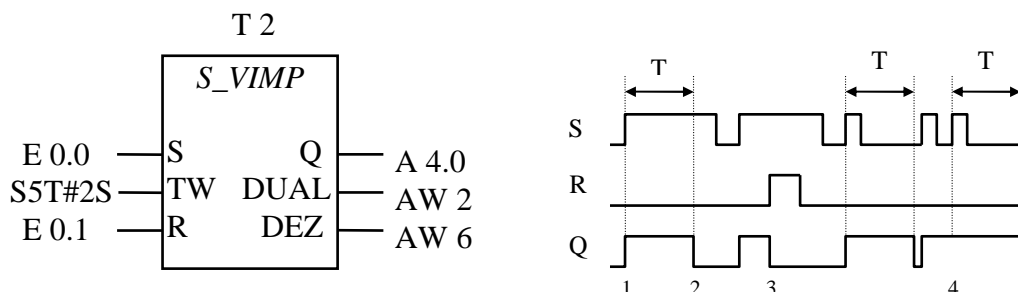 T 2
S_VIMP
E 0.0 S Q A 4.0
S5T#2S TW DUAL AW 2
E 0.1 R DEZ AW 6
T T T
S
R
Q
1 2 3 4